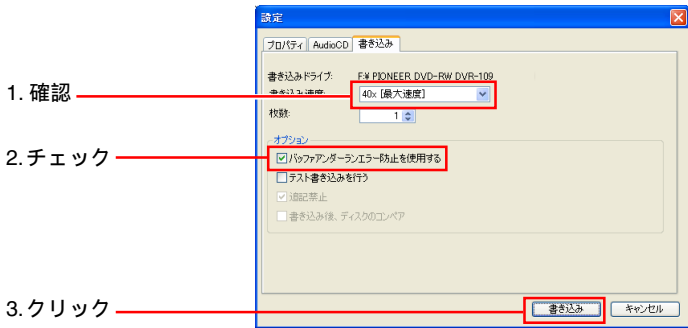 設定
プロパティ AudioCD 書き込み
書き込みドライブ: F:¥ PIONEER DVD-RW DVR-109
1. 確認
書き込み速度: 40x [最大速度]
枚数: 1
オプション
2.チェック
バッファアンダーランエラー防止を使用する
テスト書き込みを行う
追記禁止
書き込み後、ディスクのコンペア
3.クリック
書き込み キャンセル